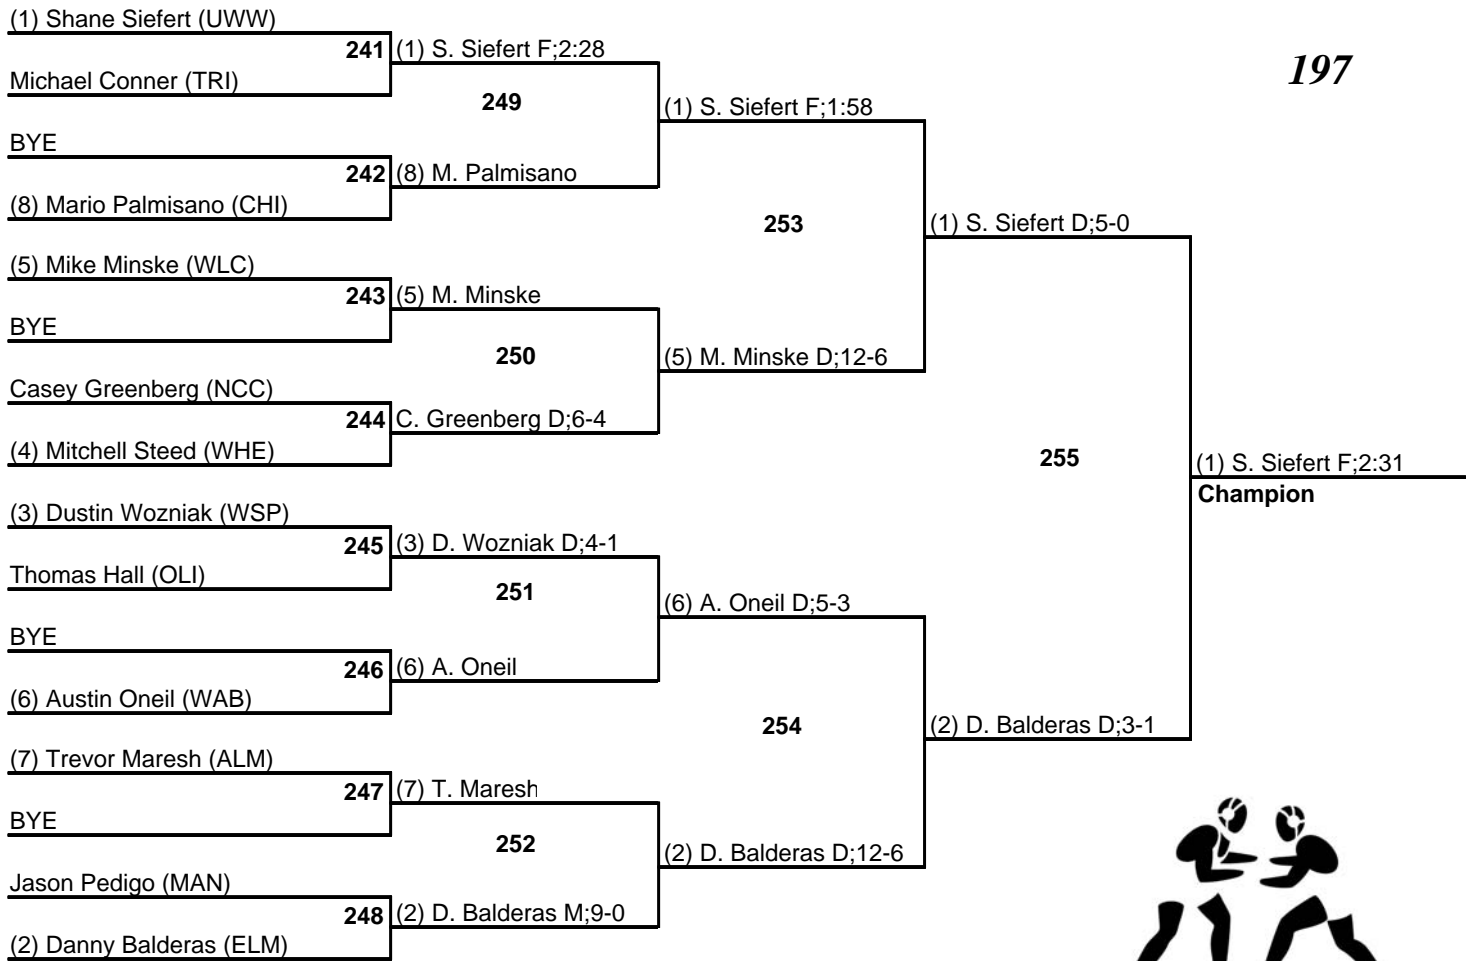 (1) Shane Siefert (UWW)
241
(1) S. Siefert F;2:28
197
Michael Conner (TRI)
249
(1) S. Siefert F;1:58
BYE
242
(8) M. Palmisano
(8) Mario Palmisano (CHI)
253
(1) S. Siefert D;5-0
(5) Mike Minske (WLC)
243
(5) M. Minske
BYE
250
(5) M. Minske D;12-6
Casey Greenberg (NCC)
244
C. Greenberg D;6-4
(4) Mitchell Steed (WHE)
255
(1) S. Siefert F;2:31
Champion
(3) Dustin Wozniak (WSP)
245
(3) D. Wozniak D;4-1
Thomas Hall (OLI)
251
(6) A. Oneil D;5-3
BYE
246
(6) A. Oneil
(6) Austin Oneil (WAB)
254
(2) D. Balderas D;3-1
(7) Trevor Maresh (ALM)
247
(7) T. Maresh
BYE
252
(2) D. Balderas D;12-6
Jason Pedigo (MAN)
248
(2) D. Balderas M;9-0
(2) Danny Balderas (ELM)